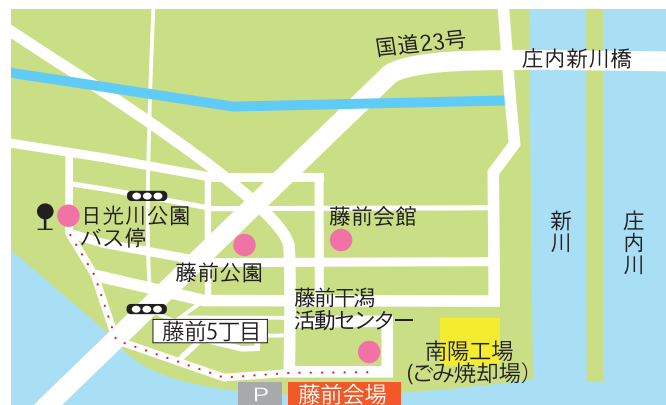 国道23号
庄内新川橋
日光川公園
バス停
藤前会館
新川
庄内川
藤前公園
藤前干潟
活動センター
藤前5丁目
南陽工場
(ごみ焼却場)
P
藤前会場